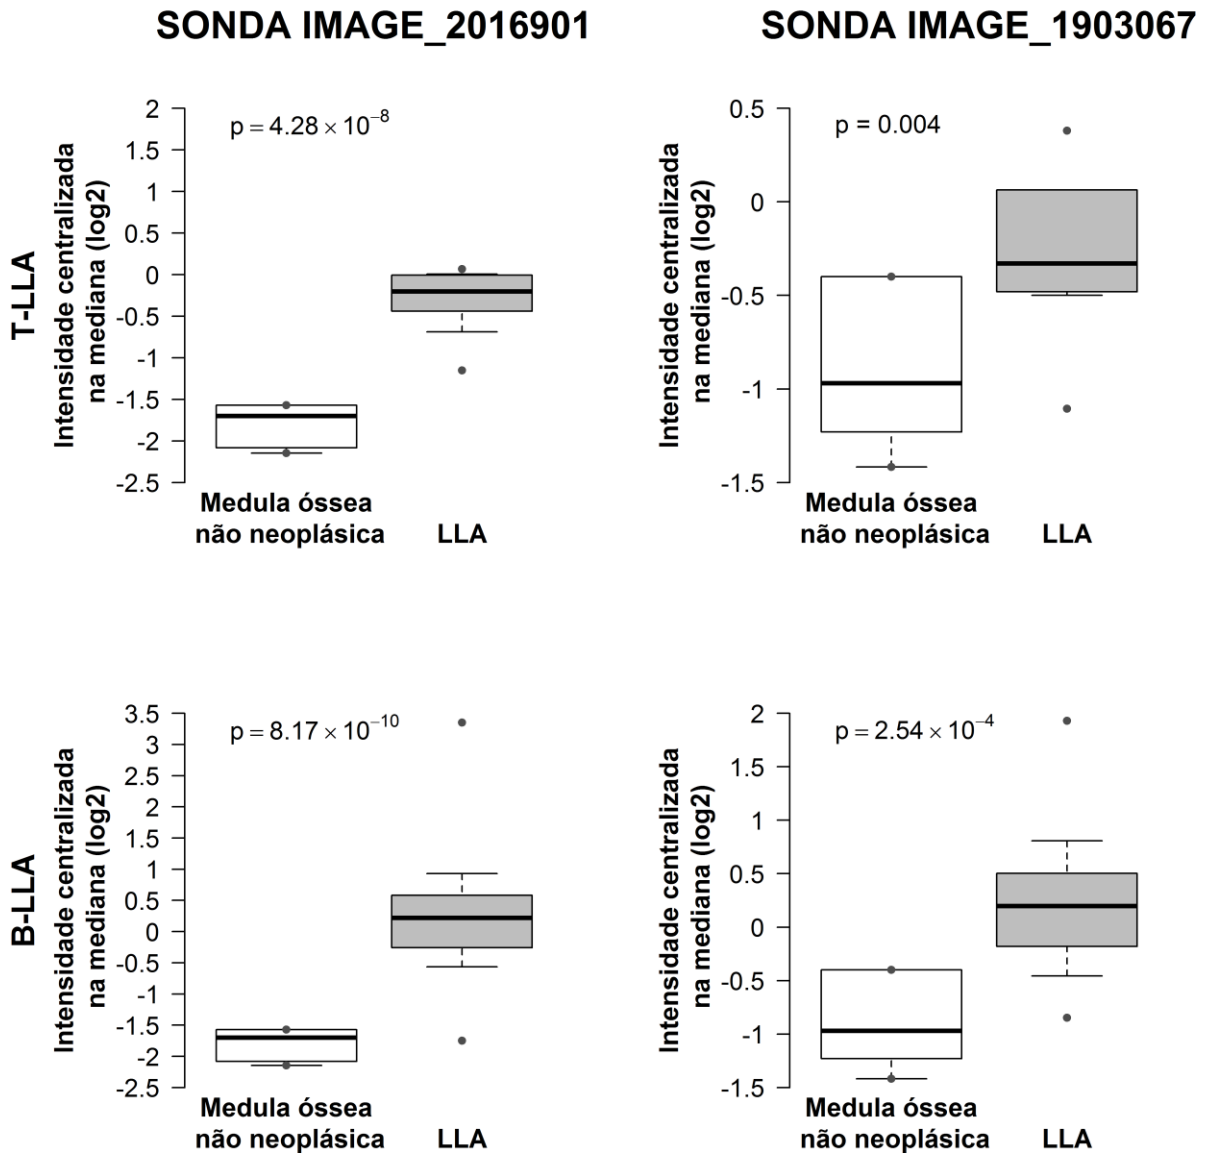 SONDA IMAGE_2016901
SONDA IMAGE_1903067
T-LLA
Intensidade centralizada
na mediana (log2)
2
1.5
1
0.5
0
-0.5
-1
-1.5
-2
-2.5
p = 4.28 × 10⁻⁸
Medula óssea
não neoplásica
LLA
Intensidade centralizada
na mediana (log2)
0.5
0
-0.5
-1
-1.5
p = 0.004
Medula óssea
não neoplásica
LLA
B-LLA
Intensidade centralizada
na mediana (log2)
3.5
3
2.5
2
1.5
1
0.5
0
-0.5
-1
-1.5
-2
-2.5
p = 8.17 × 10⁻¹⁰
Medula óssea
não neoplásica
LLA
Intensidade centralizada
na mediana (log2)
2
1.5
1
0.5
0
-0.5
-1
-1.5
p = 2.54 × 10⁻⁴
Medula óssea
não neoplásica
LLA